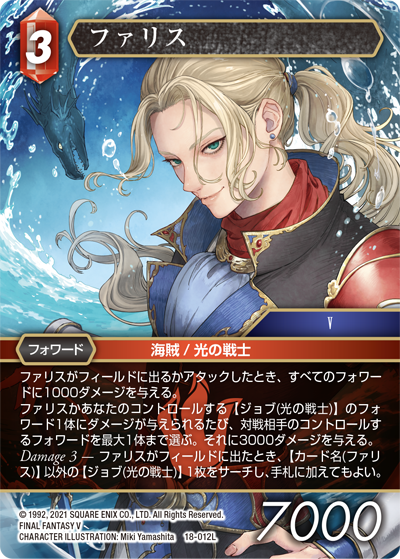 3
ファリス
V
フォワード
海賊 / 光の戦士
ファリスがフィールドに出るかアタックしたとき、すべてのフォワー
ドに1000ダメージを与える。
ファリスかあなたのコントロールする【ジョブ(光の戦士)】のフォ
ワード1体にダメージが与えられるたび、対戦相手のコントロールす
るフォワードを最大1体まで選ぶ。それに3000ダメージを与える。
Damage 3 — ファリスがフィールドに出たとき、【カード名(ファリ
ス)】以外の【ジョブ(光の戦士)】1枚をサーチし、手札に加えてもよい。
© 1992, 2021 SQUARE ENIX CO., LTD. All Rights Reserved.
FINAL FANTASY V
CHARACTER ILLUSTRATION: Miki Yamashita
18-012L
7000